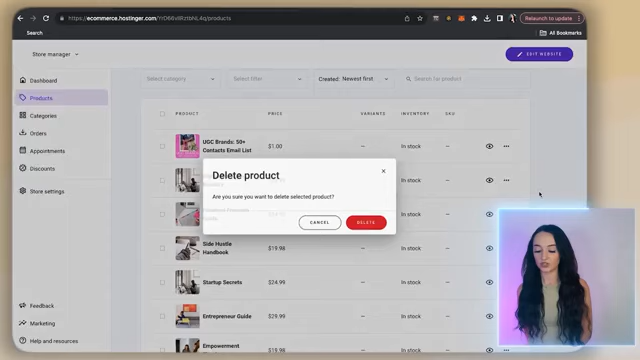 https://ecommerce.hostinger.com/
Relaunch to update
Search
All Bookmarks
Store manager
EDIT WEBSITE
Dashboard
Products
Categories
Orders
Appointments
Discounts
Store settings
Feedback
Marketing
Help and resources
Select category
Select filter
Created: Newest first
Search for product
PRODUCT PRICE VARIANTS INVENTORY SKU
UGC Brands: 50+
Contacts Email List
$1.00 – In stock –
– In stock –
Delete product
Are you sure you want to delete selected product?
CANCEL DELETE
– In stock –
Side Hustle
Handbook
$19.98 – In stock –
Startup Secrets $24.99 – In stock
Entrepreneur Guide $29.99 – In stock
Empowerment
$19.98 – In stock